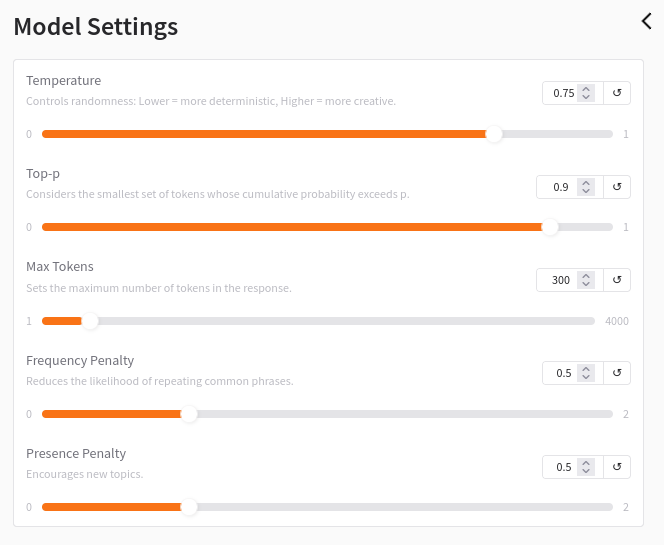 Model Settings
Temperature
Controls randomness: Lower = more deterministic, Higher = more creative.
0.75
0
1
Top-p
Considers the smallest set of tokens whose cumulative probability exceeds p.
0.9
0
1
Max Tokens
Sets the maximum number of tokens in the response.
300
1
4000
Frequency Penalty
Reduces the likelihood of repeating common phrases.
0.5
0
2
Presence Penalty
Encourages new topics.
0.5
0
2